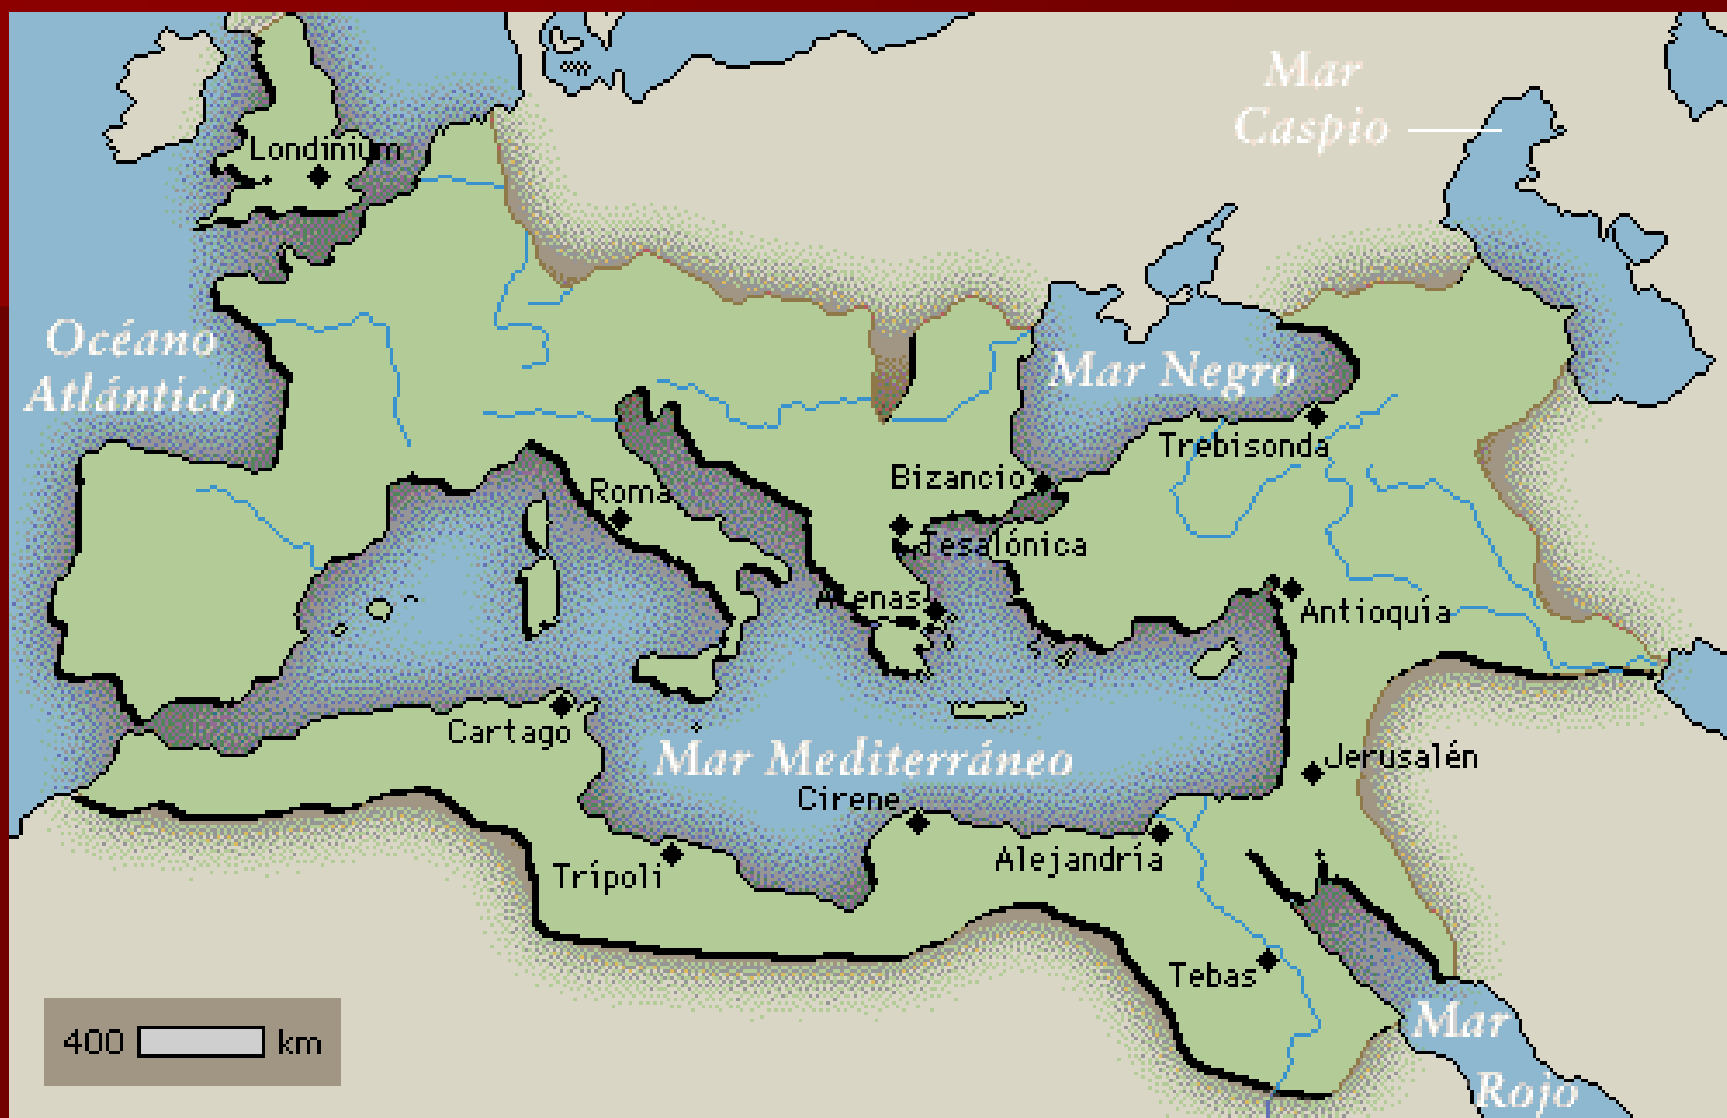 Mar
Caspio
Londinium
Océano
Atlántico
Mar Negro
Trebisonda
Bizancio
Roma
Tesalónica
Atenas
Antioquía
Cartago
Mar Mediterráneo
Jerusalén
Cirene
Alejandría
Trípoli
Tebas
Mar
Rojo
400 km